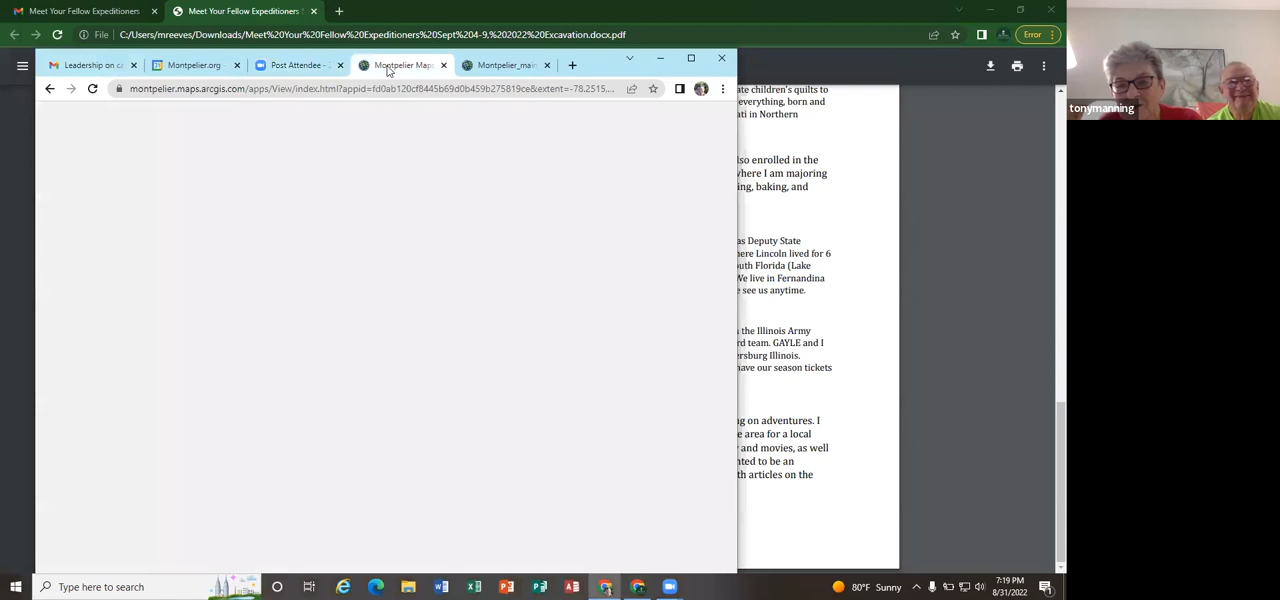 Meet Your Fellow Expeditioners
Meet Your Fellow Expeditioners S
File
C:/Users/mreeves/Downloads/Meet%20Your%20Fellow%20Expeditioners%20Sept%204-9,%202022%20Excavation.docx.pdf
Error
Leadership on ca
Montpelier.org -
Post Attendee - Z
Montpelier Maps
Montpelier_main
montpelier.maps.arcgis.com/apps/View/index.html?appid=fd0ab120cf8445b69d0b459b275819ce&extent=-78.2515,...
ate children's quilts to
everything, born and
ati in Northern
lso enrolled in the
where I am majoring
ing, baking, and
as Deputy State
here Lincoln lived for 6
outh Florida (Lake
We live in Fernandina
e see us anytime.
n the Illinois Army
rd team. GAYLE and I
ersburg Illinois.
have our season tickets
ng on adventures. I
e area for a local
y and movies, as well
nted to be an
th articles on the
tonymanning
Type here to search
80°F Sunny
7:19 PM
8/31/2022